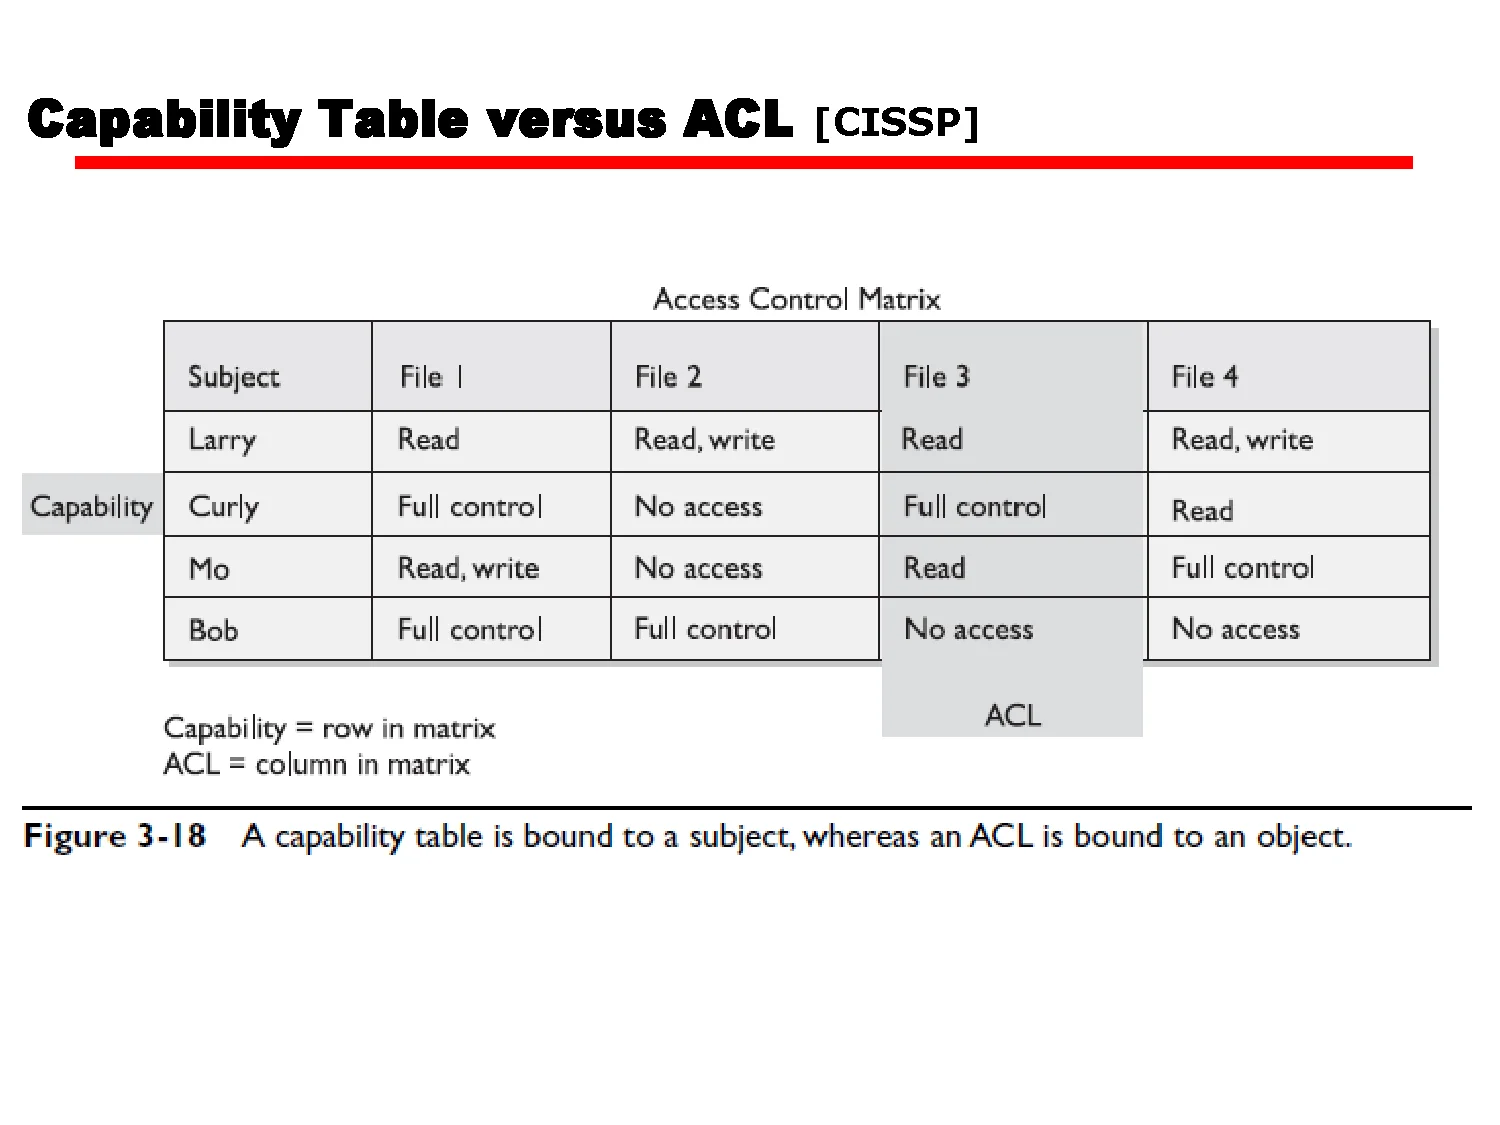 Capability Table versus ACL [CISSP]
Access Control Matrix
Subject File 1 File 2 File 3 File 4
Larry Read Read, write Read Read, write
Capability Curly Full control No access Full control Read
Mo Read, write No access Read Full control
Bob Full control Full control No access No access
ACL
Capability = row in matrix
ACL = column in matrix
Figure 3-18 A capability table is bound to a subject, whereas an ACL is bound to an object.